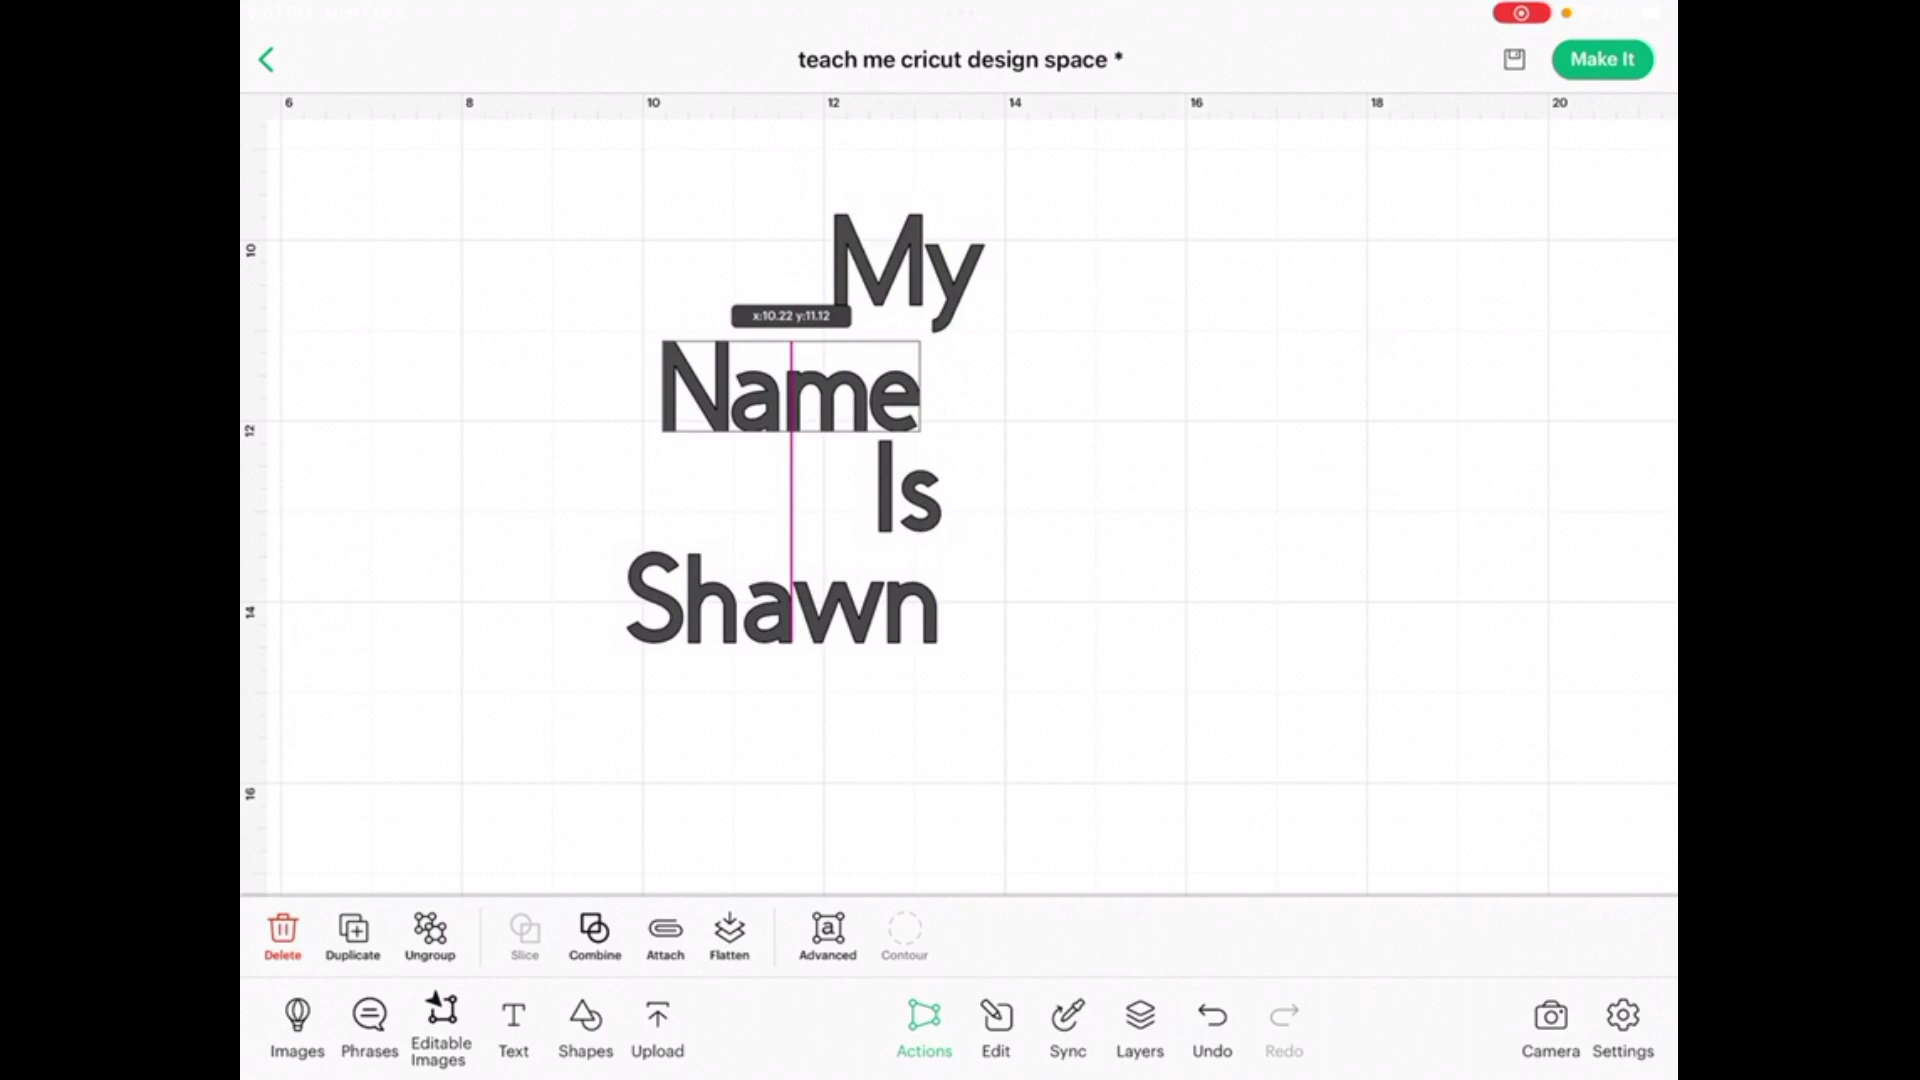 teach me cricut design space *
Make It
6 8 10 12 14 16 18 20
10
12
14
16
My
x:10.22 y:11.12
Name
Is
Shawn
Delete Duplicate Ungroup Slice Combine Attach Flatten Advanced Contour
Images Phrases Editable Images Text Shapes Upload Actions Edit Sync Layers Undo Redo Camera Settings